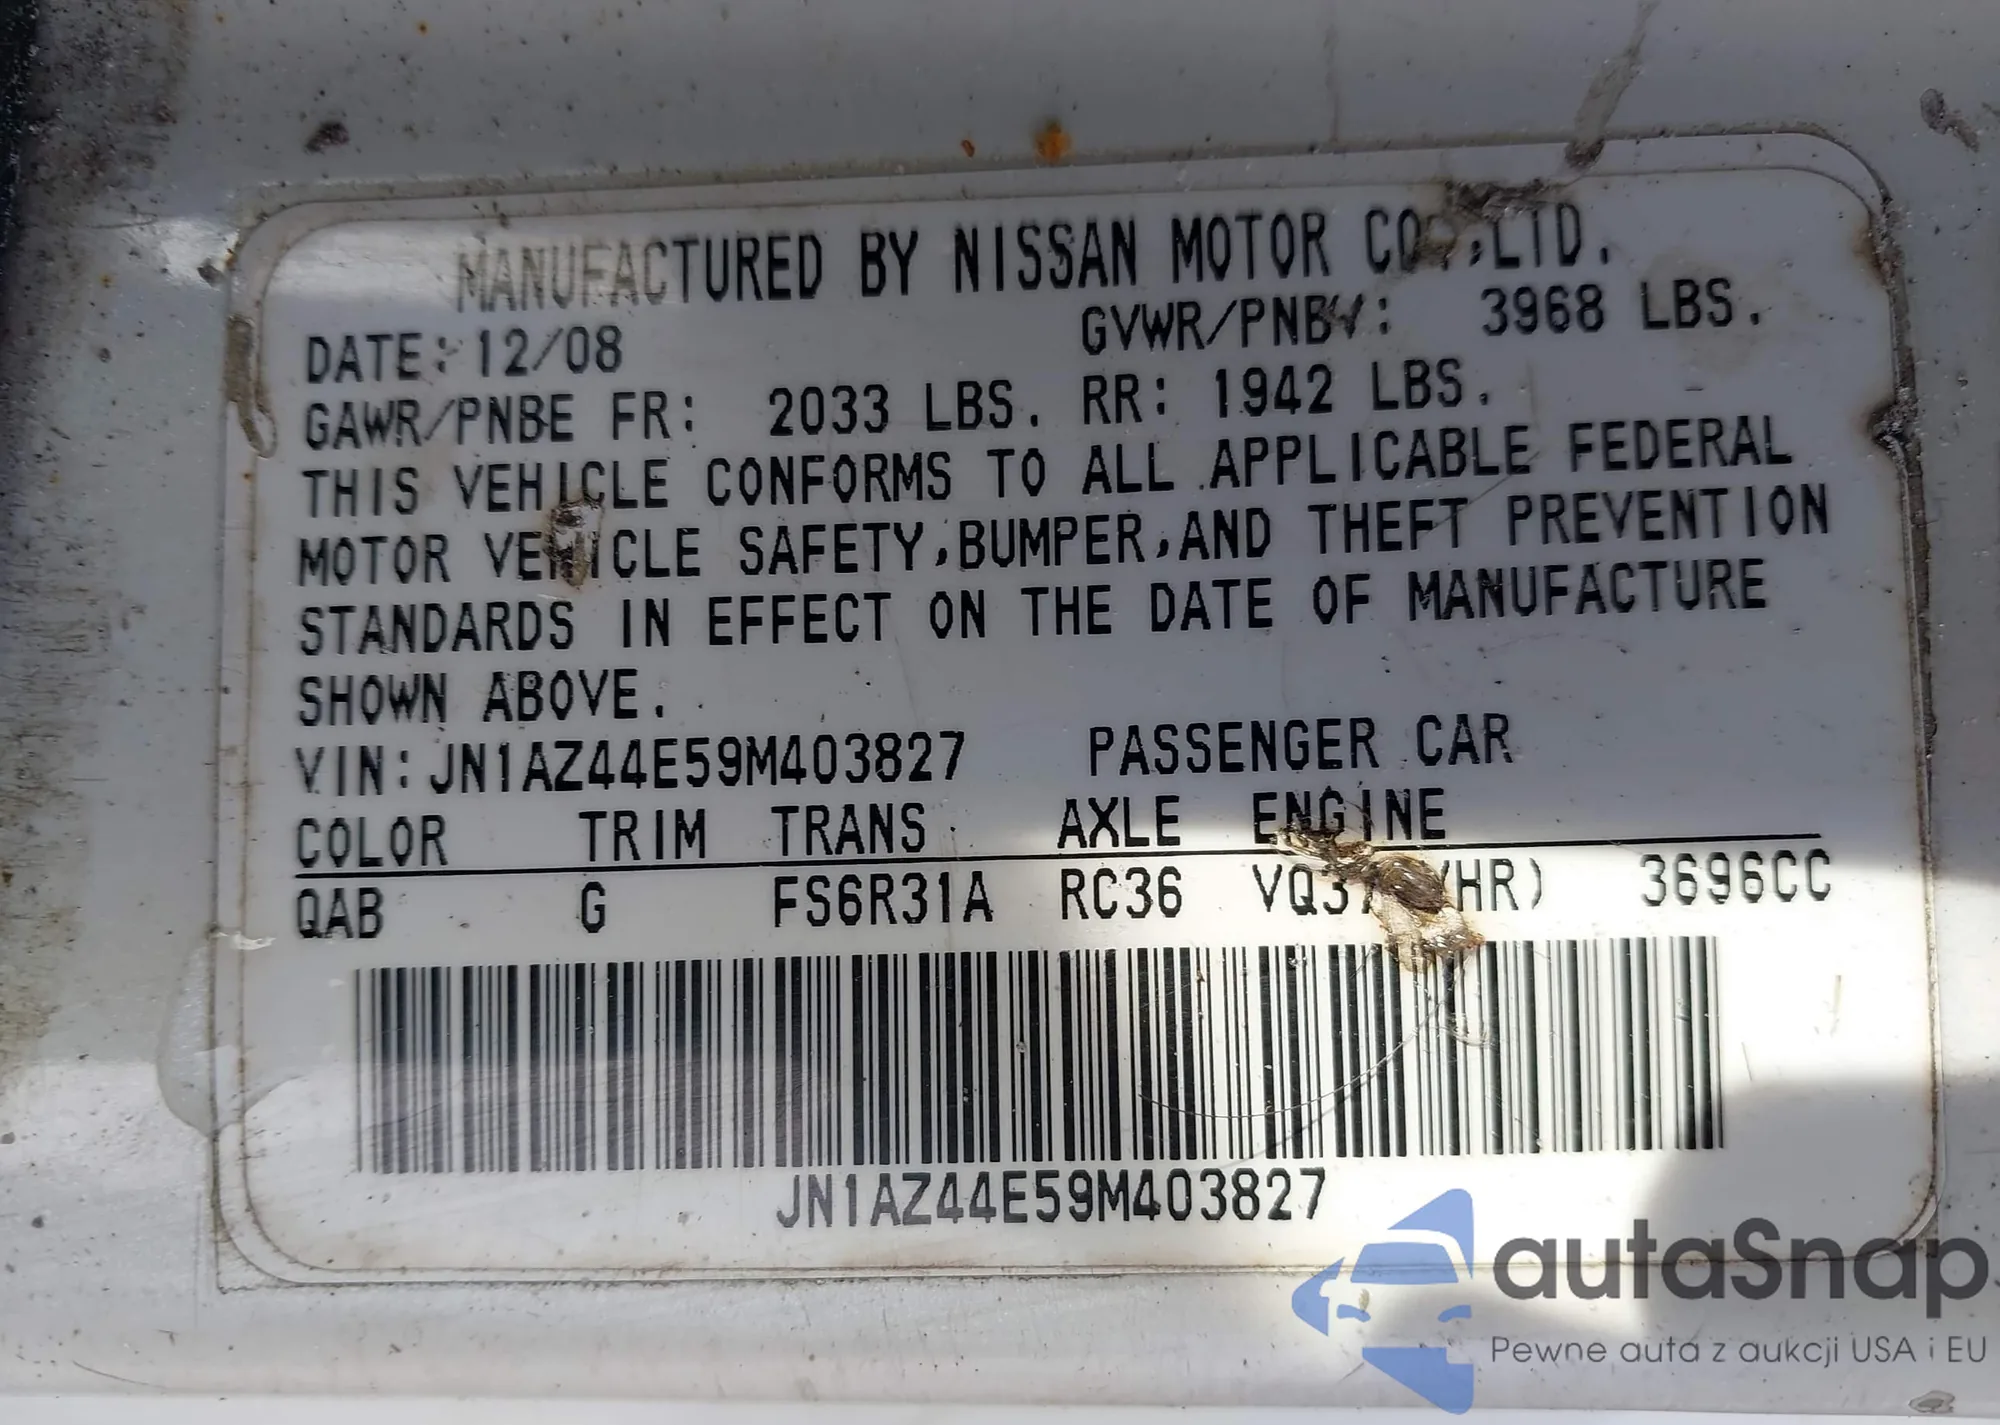 MANUFACTURED BY NISSAN MOTOR CO.,LTD.
DATE: 12/08 GVWR/PNBV: 3968 LBS.
GAWR/PNBE FR: 2033 LBS. RR: 1942 LBS.
THIS VEHICLE CONFORMS TO ALL APPLICABLE FEDERAL
MOTOR VEHICLE SAFETY,BUMPER,AND THEFT PREVENTION
STANDARDS IN EFFECT ON THE DATE OF MANUFACTURE
SHOWN ABOVE.
VIN:JN1AZ44E59M403827 PASSENGER CAR
COLOR TRIM TRANS AXLE ENGINE
QAB G FS6R31A RC36 3696CC
JN1AZ44E59M403827
autaSnap
Pewne auta z aukcji USA i EU